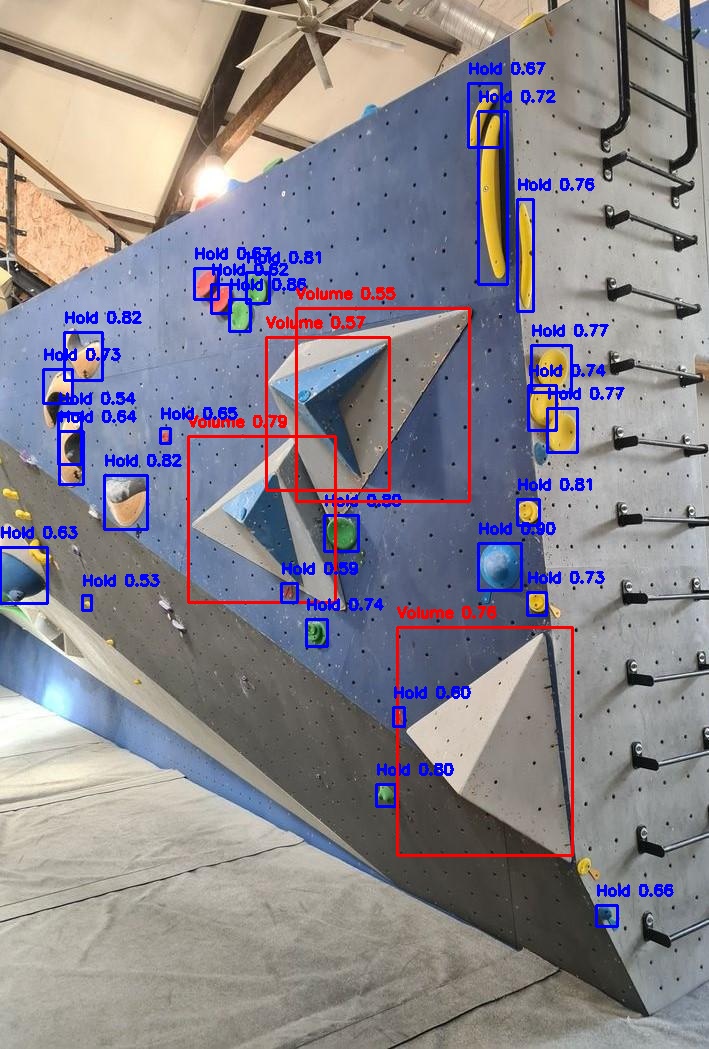 Hold 0.67
Hold 0.72
Hold 0.76
Hold 0.67
Hold 0.81
Hold 0.62
Hold 0.86
Volume 0.55
Volume 0.57
Hold 0.82
Hold 0.73
Hold 0.77
Hold 0.74
Hold 0.77
Hold 0.54
Hold 0.64
Hold 0.65
Volume 0.79
Hold 0.82
Hold 0.81
Hold 0.80
Hold 0.90
Hold 0.63
Hold 0.59
Hold 0.53
Hold 0.73
Hold 0.74
Volume 0.76
Hold 0.60
Hold 0.80
Hold 0.66